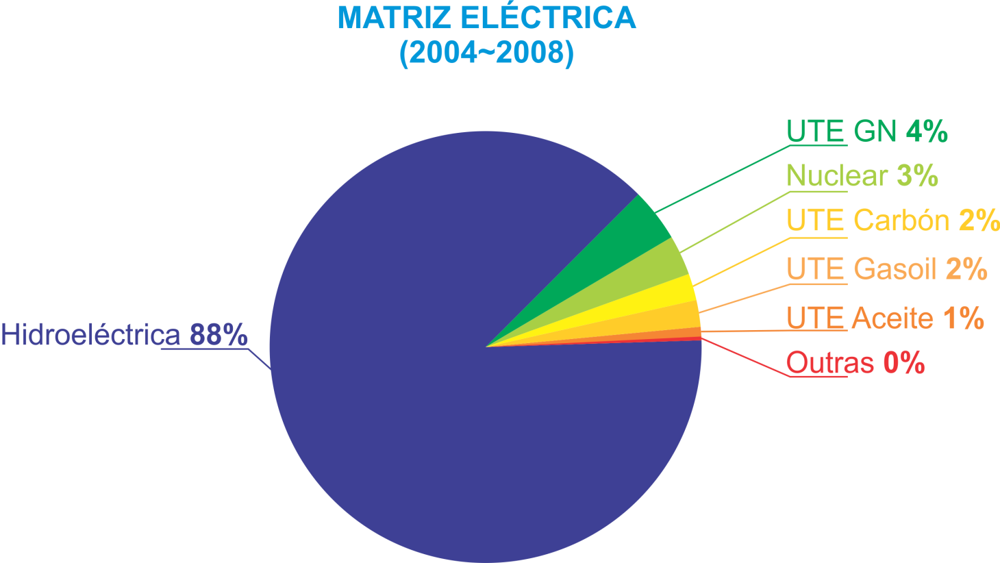 MATRIZ ELÉCTRICA
(2004~2008)
UTE GN 4%
Nuclear 3%
UTE Carbón 2%
UTE Gasoil 2%
UTE Aceite 1%
Hidroeléctrica 88%
Outras 0%